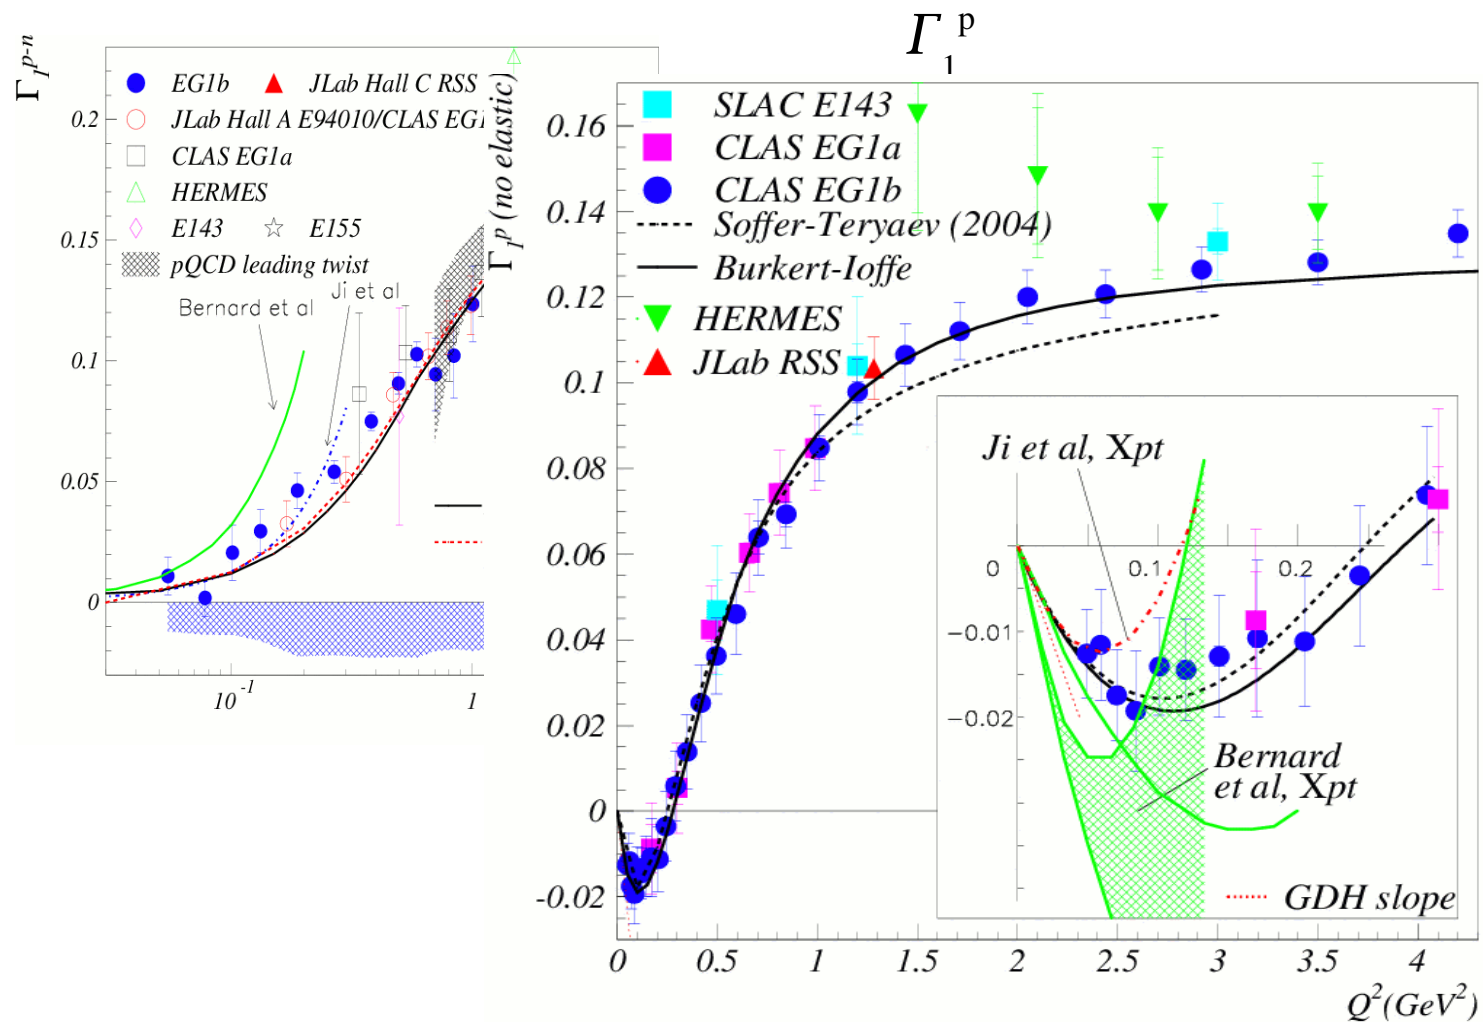 Γ₁ᵖ⁻ⁿ
EG1b JLab Hall C RSS
JLab Hall A E94010/CLAS EG1
CLAS EG1a
HERMES
E143 E155
pQCD leading twist
Bernard et al
Ji et al
0.2
0.15
0.1
0.05
0
10⁻¹
1
Γ₁ᵖ
Γ₁ᵖ (no elastic)
SLAC E143
CLAS EG1a
CLAS EG1b
Soffer-Teryaev (2004)
Burkert-Ioffe
HERMES
JLab RSS
0.16
0.14
0.12
0.1
0.08
0.06
0.04
0.02
0
-0.02
Ji et al, Xpt
0
0.1
0.2
−0.01
−0.02
Bernard
et al, Xpt
GDH slope
0 0.5 1 1.5 2 2.5 3 3.5 4
Q²(GeV²)